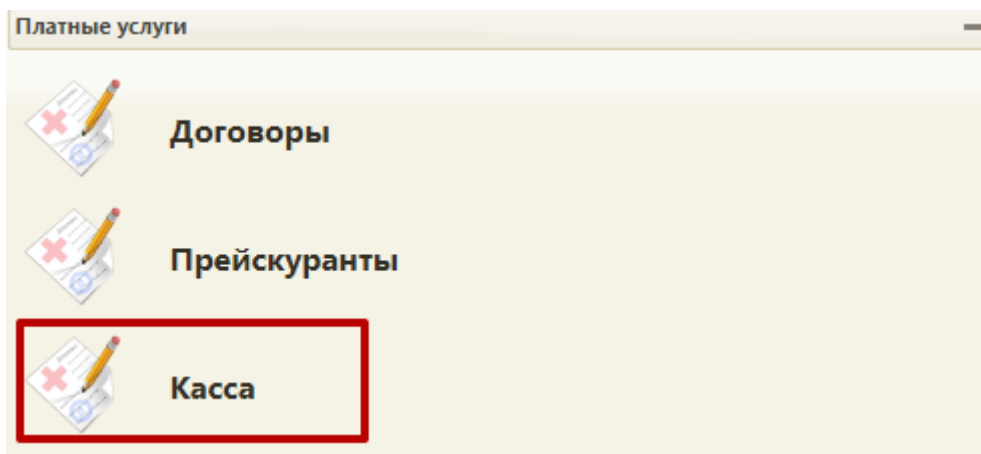 Платные услуги
Договоры
Прейскуранты
Касса